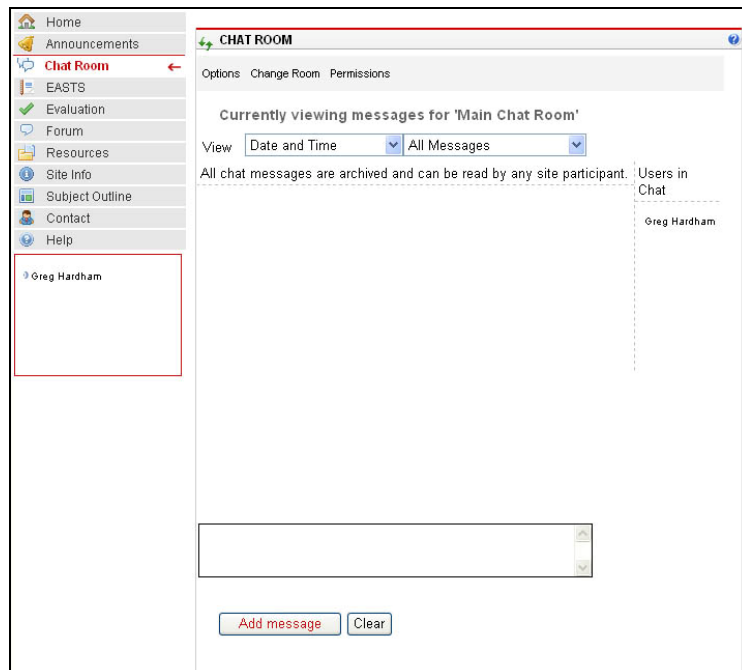 Home
Announcements
Chat Room
EASTS
Evaluation
Forum
Resources
Site Info
Subject Outline
Contact
Help
Greg Hardham
CHAT ROOM
Options Change Room Permissions
Currently viewing messages for 'Main Chat Room'
View Date and Time All Messages
All chat messages are archived and can be read by any site participant.
Users in
Chat
Greg Hardham
Add message Clear